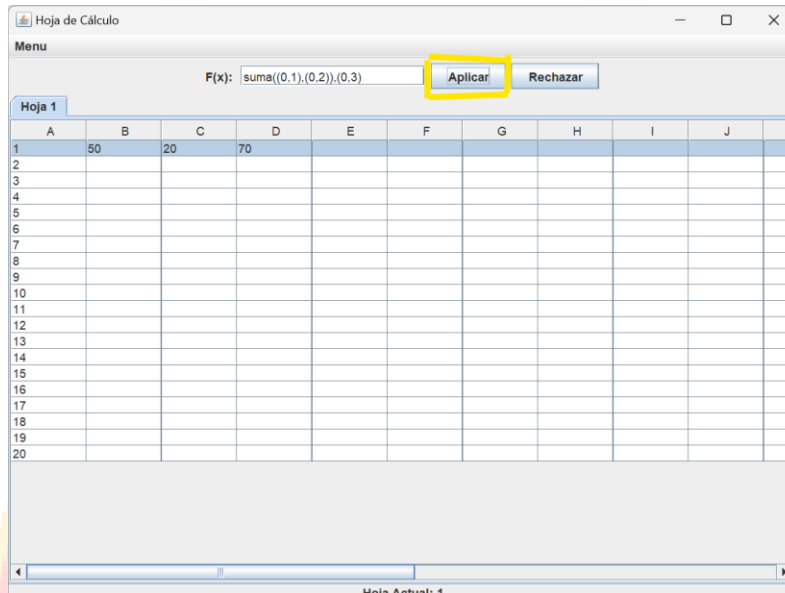 Hoja de Cálculo
Menu
F(x): suma((0,1),(0,2)),(0,3) Aplicar Rechazar
Hoja 1
A B C D E F G H I J
1 50 20 70
2
3
4
5
6
7
8
9
10
11
12
13
14
15
16
17
18
19
20
Hoja Actual: 1